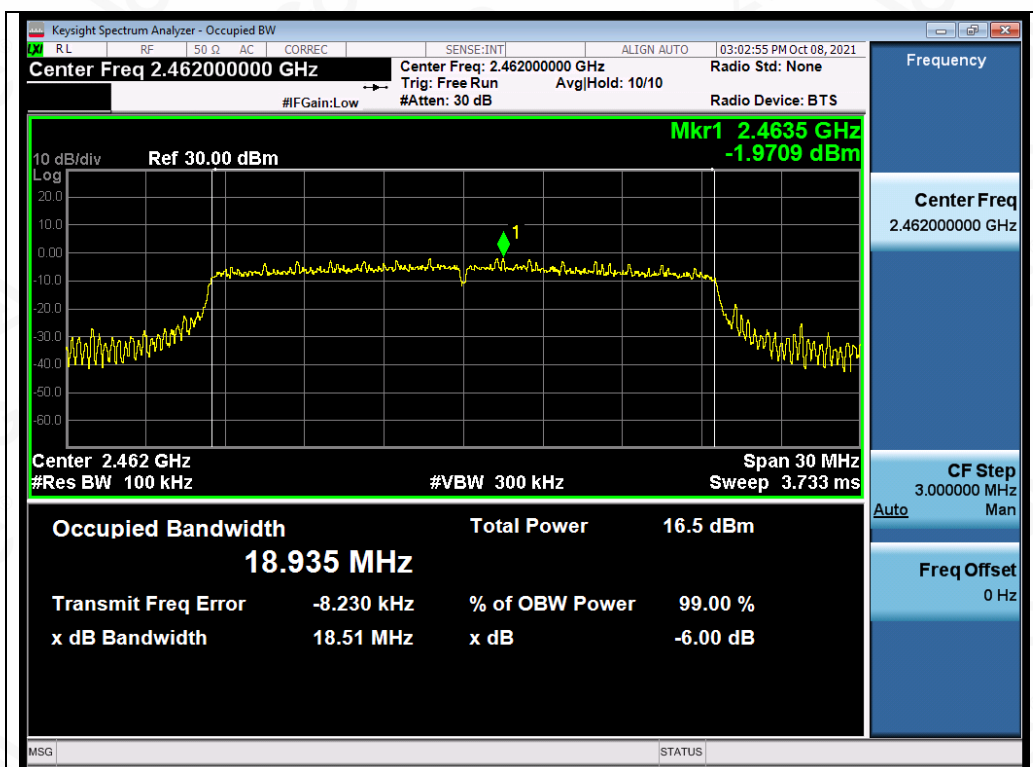 Keysight Spectrum Analyzer - Occupied BW
LXI RL RF 50 Ω AC CORREC SENSE:INT ALIGN AUTO 03:02:55 PM Oct 08, 2021
Center Freq 2.462000000 GHz Center Freq: 2.462000000 GHz Radio Std: None
Trig: Free Run Avg|Hold: 10/10
#IFGain:Low #Atten: 30 dB Radio Device: BTS
Mkr1 2.4635 GHz
-1.9709 dBm
10 dB/div Ref 30.00 dBm
Log
20.0
10.0
1
0.00
-10.0
-20.0
-30.0
-40.0
-50.0
-60.0
Center 2.462 GHz Span 30 MHz
#Res BW 100 kHz #VBW 300 kHz Sweep 3.733 ms
Occupied Bandwidth Total Power 16.5 dBm
18.935 MHz
Transmit Freq Error -8.230 kHz % of OBW Power 99.00 %
x dB Bandwidth 18.51 MHz x dB -6.00 dB
MSG STATUS
Frequency
Center Freq
2.462000000 GHz
CF Step
3.000000 MHz
Auto Man
Freq Offset
0 Hz